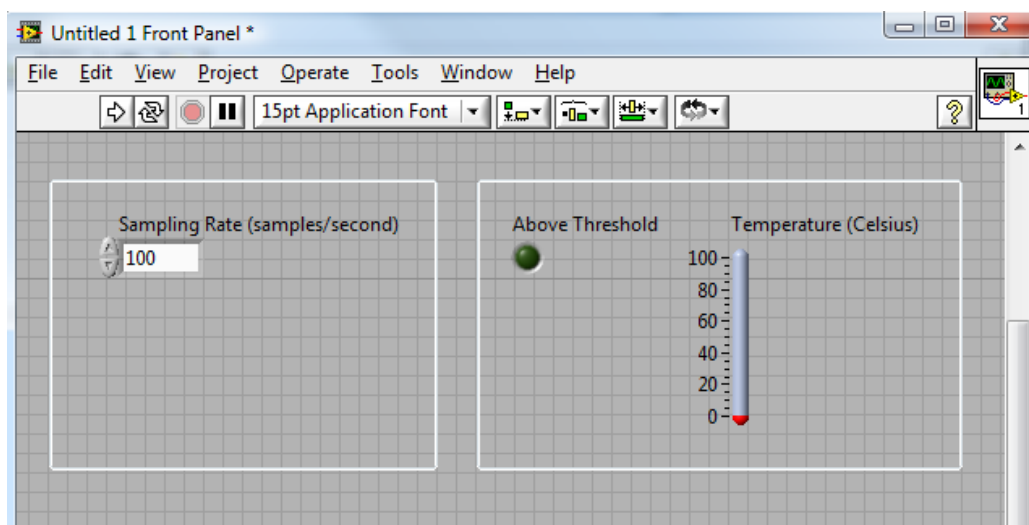 Untitled 1 Front Panel *
File Edit View Project Operate Tools Window Help
15pt Application Font
?
1
Sampling Rate (samples/second)
100
Above Threshold
Temperature (Celsius)
100
80
60
40
20
0